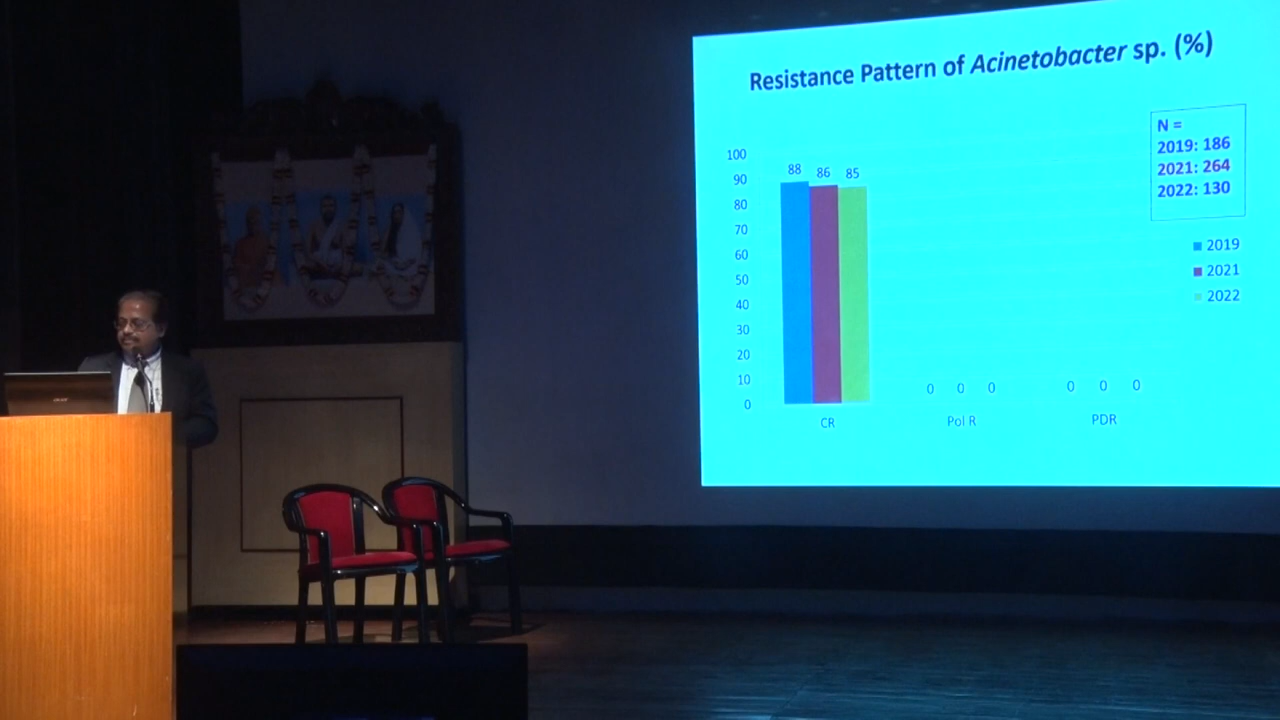 Resistance Pattern of Acinetobacter sp. (%)
N =
2019: 186
2021: 264
2022: 130
100
90
80
70
60
50
40
30
20
10
0
88 86 85
0 0 0
0 0 0
CR
Pol R
PDR
2019
2021
2022